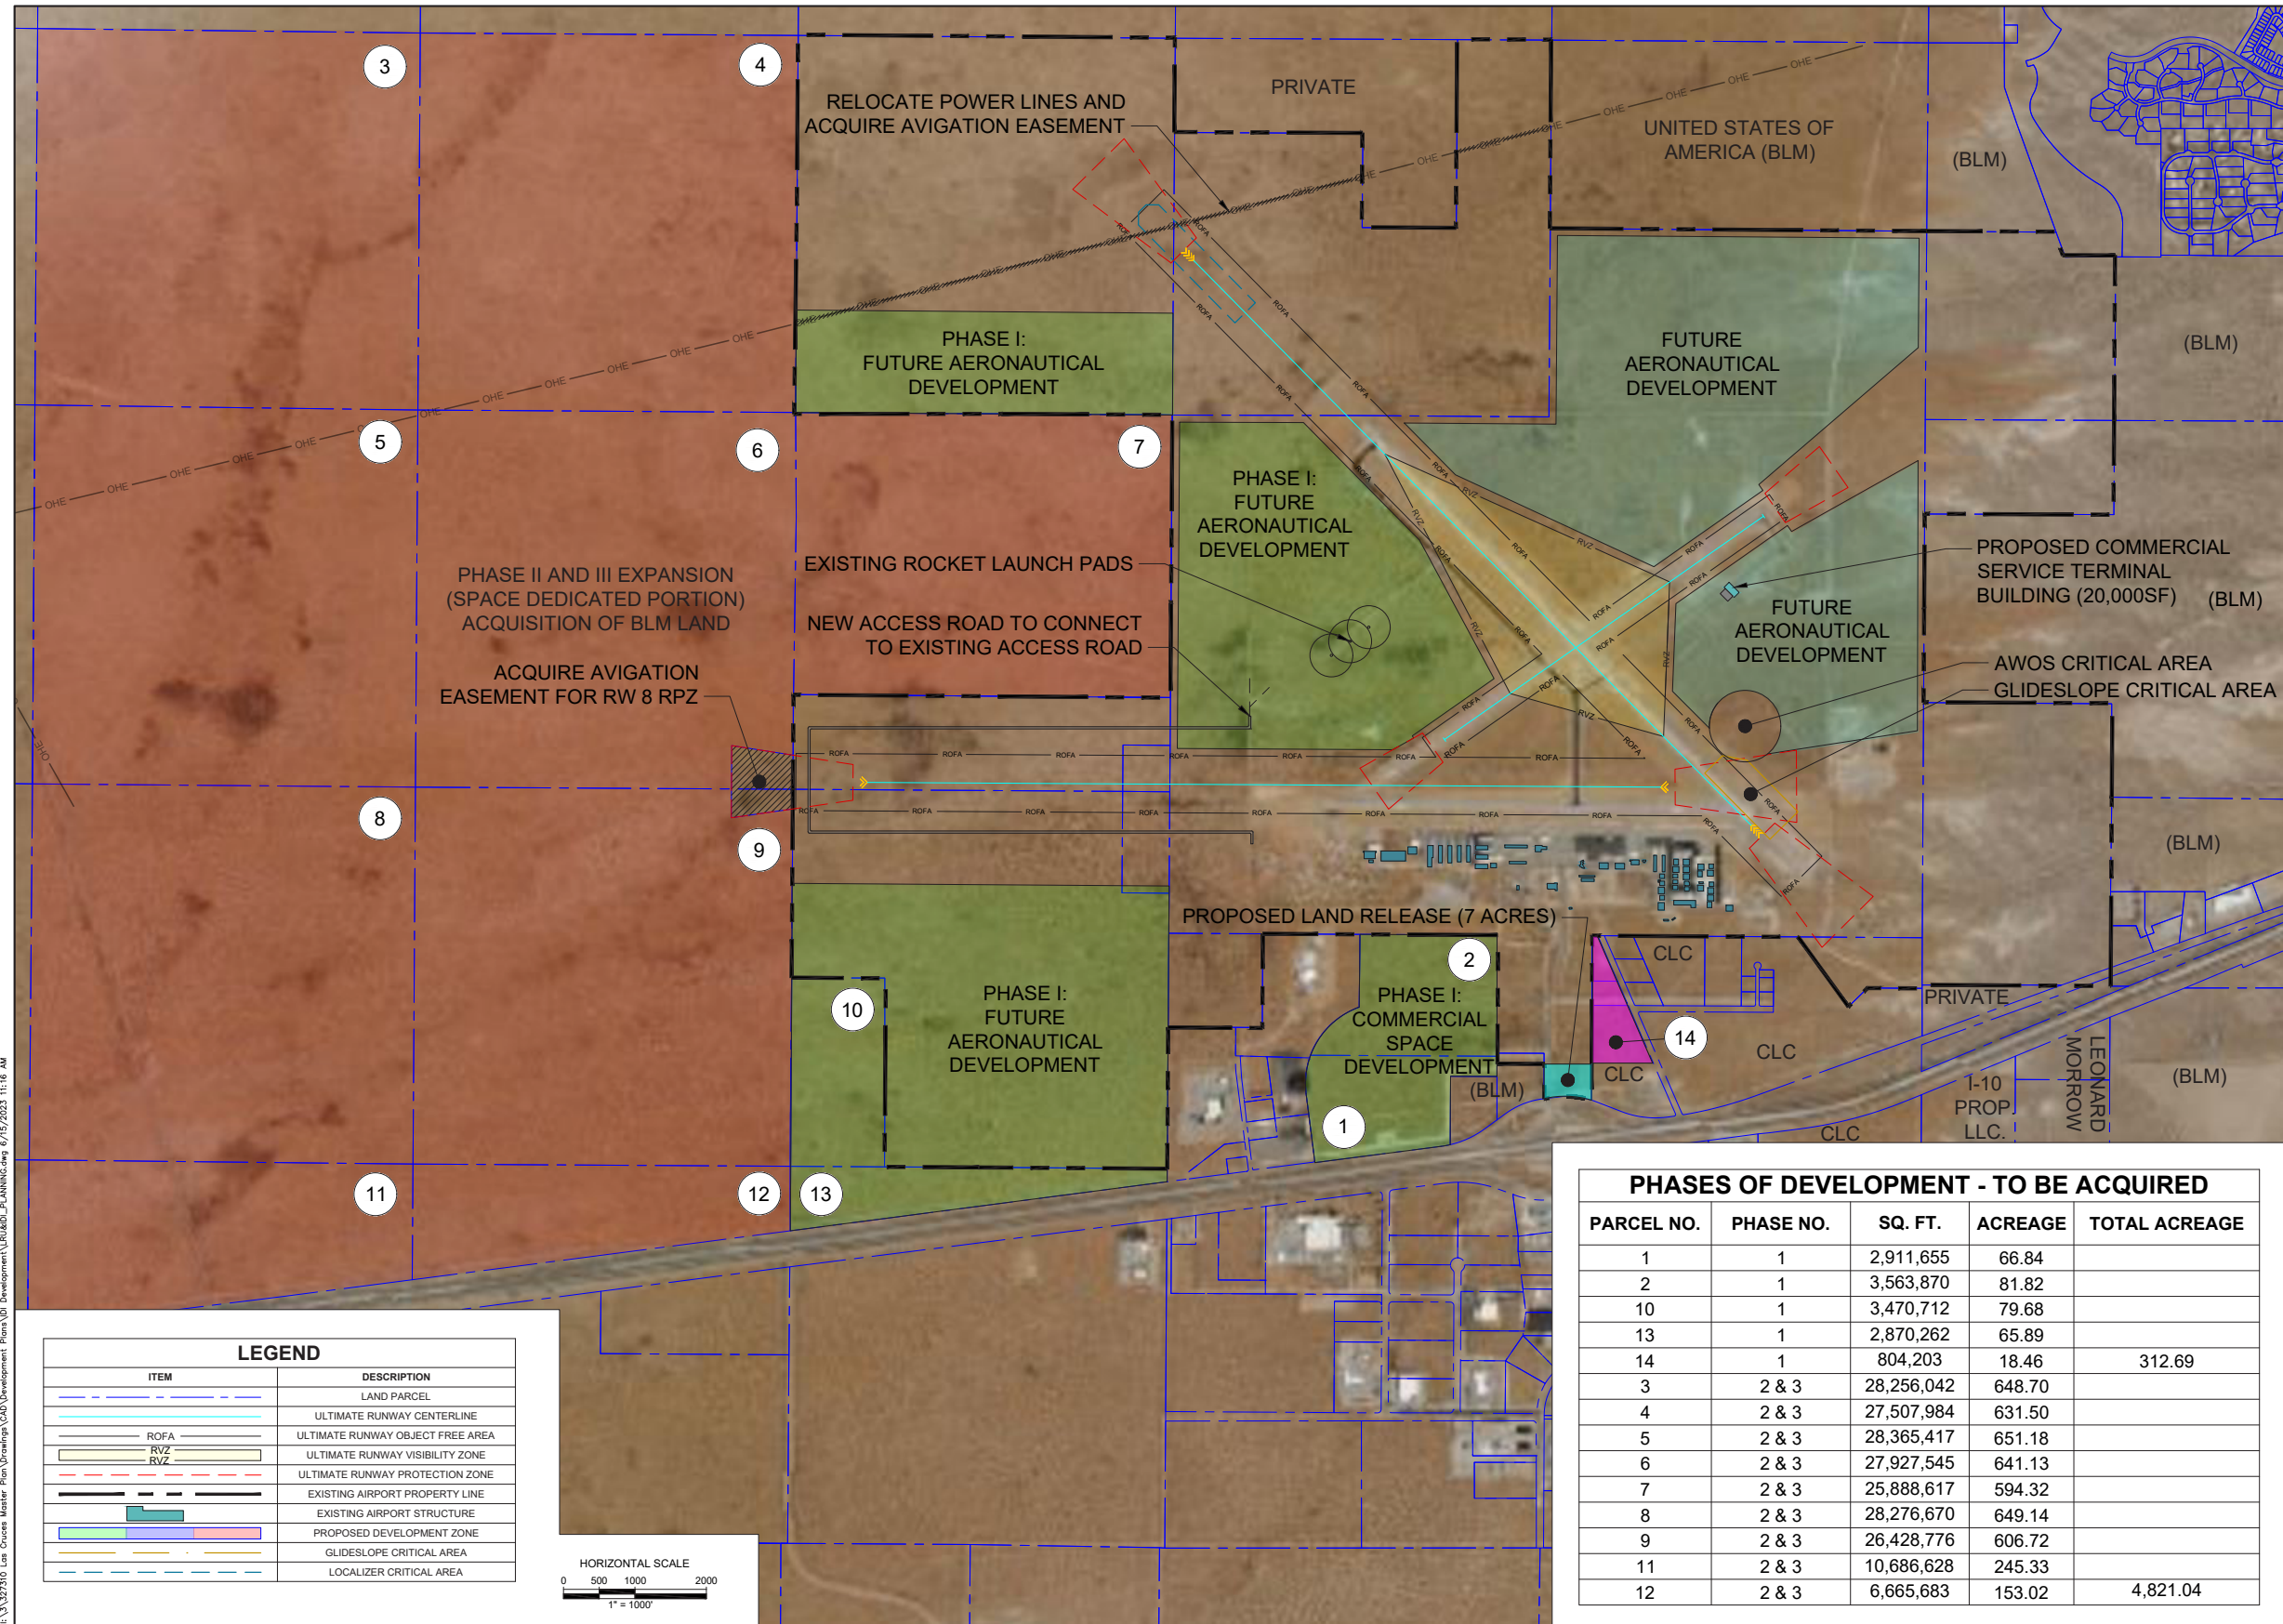 3
4
RELOCATE POWER LINES AND
ACQUIRE AVIGATION EASEMENT
PRIVATE
UNITED STATES OF
AMERICA (BLM)
(BLM)
PHASE I:
FUTURE AERONAUTICAL
DEVELOPMENT
FUTURE
AERONAUTICAL
DEVELOPMENT
(BLM)
5
6
7
PHASE I:
FUTURE
AERONAUTICAL
DEVELOPMENT
PHASE II AND III EXPANSION
(SPACE DEDICATED PORTION)
ACQUISITION OF BLM LAND
EXISTING ROCKET LAUNCH PADS
NEW ACCESS ROAD TO CONNECT
TO EXISTING ACCESS ROAD
ACQUIRE AVIGATION
EASEMENT FOR RW 8 RPZ
PROPOSED COMMERCIAL
SERVICE TERMINAL
BUILDING (20,000SF)
(BLM)
FUTURE
AERONAUTICAL
DEVELOPMENT
AWOS CRITICAL AREA
GLIDESLOPE CRITICAL AREA
OHE
ROFA
RVZ
8
9
(BLM)
PROPOSED LAND RELEASE (7 ACRES)
10
PHASE I:
FUTURE
AERONAUTICAL
DEVELOPMENT
2
PHASE I:
COMMERCIAL
SPACE
DEVELOPMENT
1
(BLM)
CLC
14
CLC
CLC
PRIVATE
I-10
PROP
LLC.
LEONARD
MORROW
(BLM)
CLC
11
12
13
PHASES OF DEVELOPMENT - TO BE ACQUIRED
PARCEL NO. PHASE NO. SQ. FT. ACREAGE TOTAL ACREAGE
1 1 2,911,655 66.84
2 1 3,563,870 81.82
10 1 3,470,712 79.68
13 1 2,870,262 65.89
14 1 804,203 18.46 312.69
3 2 & 3 28,256,042 648.70
4 2 & 3 27,507,984 631.50
5 2 & 3 28,365,417 651.18
6 2 & 3 27,927,545 641.13
7 2 & 3 25,888,617 594.32
8 2 & 3 28,276,670 649.14
9 2 & 3 26,428,776 606.72
11 2 & 3 10,686,628 245.33
12 2 & 3 6,665,683 153.02 4,821.04
LEGEND
ITEM DESCRIPTION
LAND PARCEL
ULTIMATE RUNWAY CENTERLINE
ROFA ULTIMATE RUNWAY OBJECT FREE AREA
RVZ
RVZ
ULTIMATE RUNWAY VISIBILITY ZONE
ULTIMATE RUNWAY PROTECTION ZONE
EXISTING AIRPORT PROPERTY LINE
EXISTING AIRPORT STRUCTURE
PROPOSED DEVELOPMENT ZONE
GLIDESLOPE CRITICAL AREA
LOCALIZER CRITICAL AREA
HORIZONTAL SCALE
0 500 1000 2000
1" = 1000'